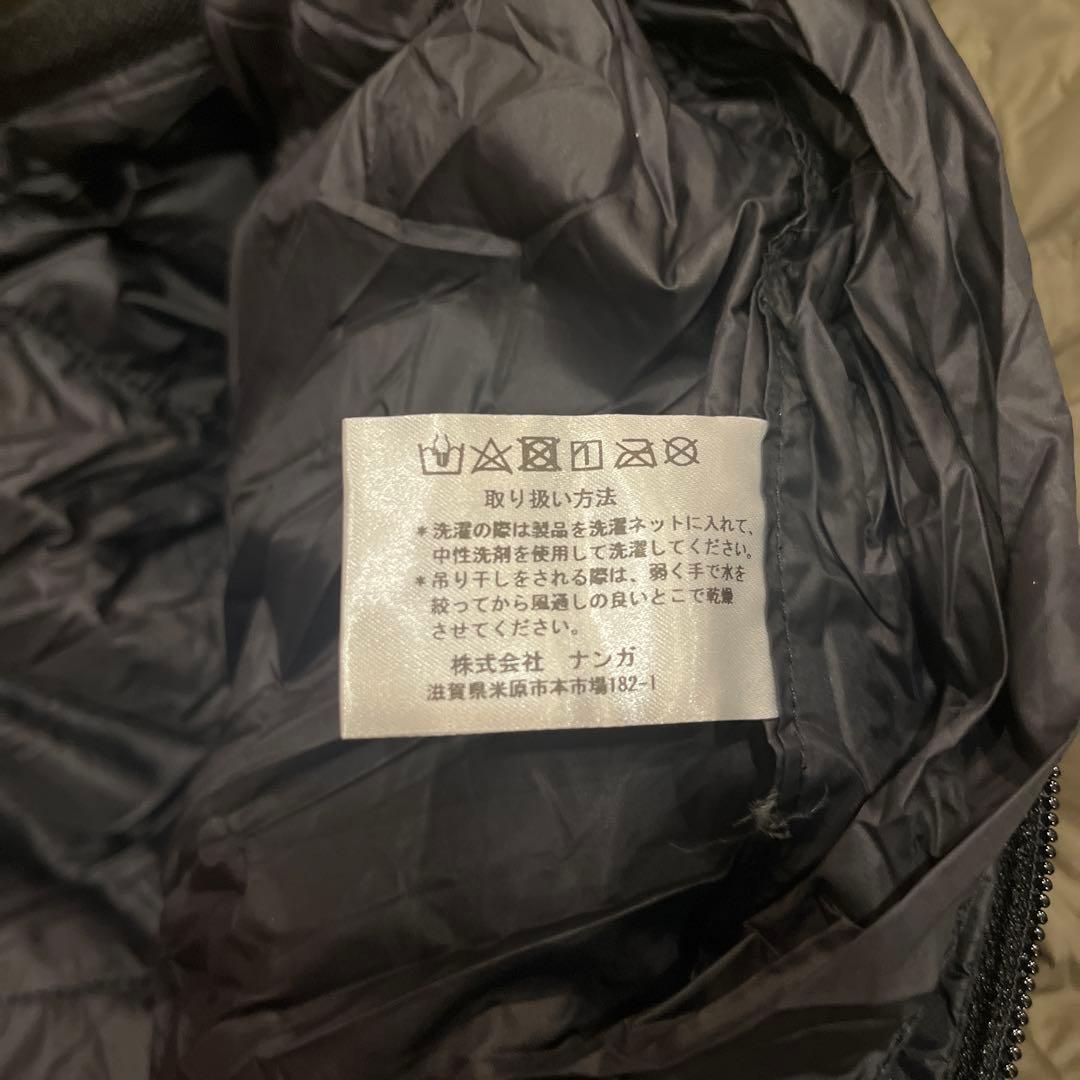 取り扱い方法
*洗濯の際は製品を洗濯ネットに入れて、
中性洗剤を使用して洗濯してください。
*吊り干しをされる際は、弱く手で水を
絞ってから風通しの良いとこで乾燥
させてください。
株式会社 ナンガ
滋賀県米原市本市場182-1